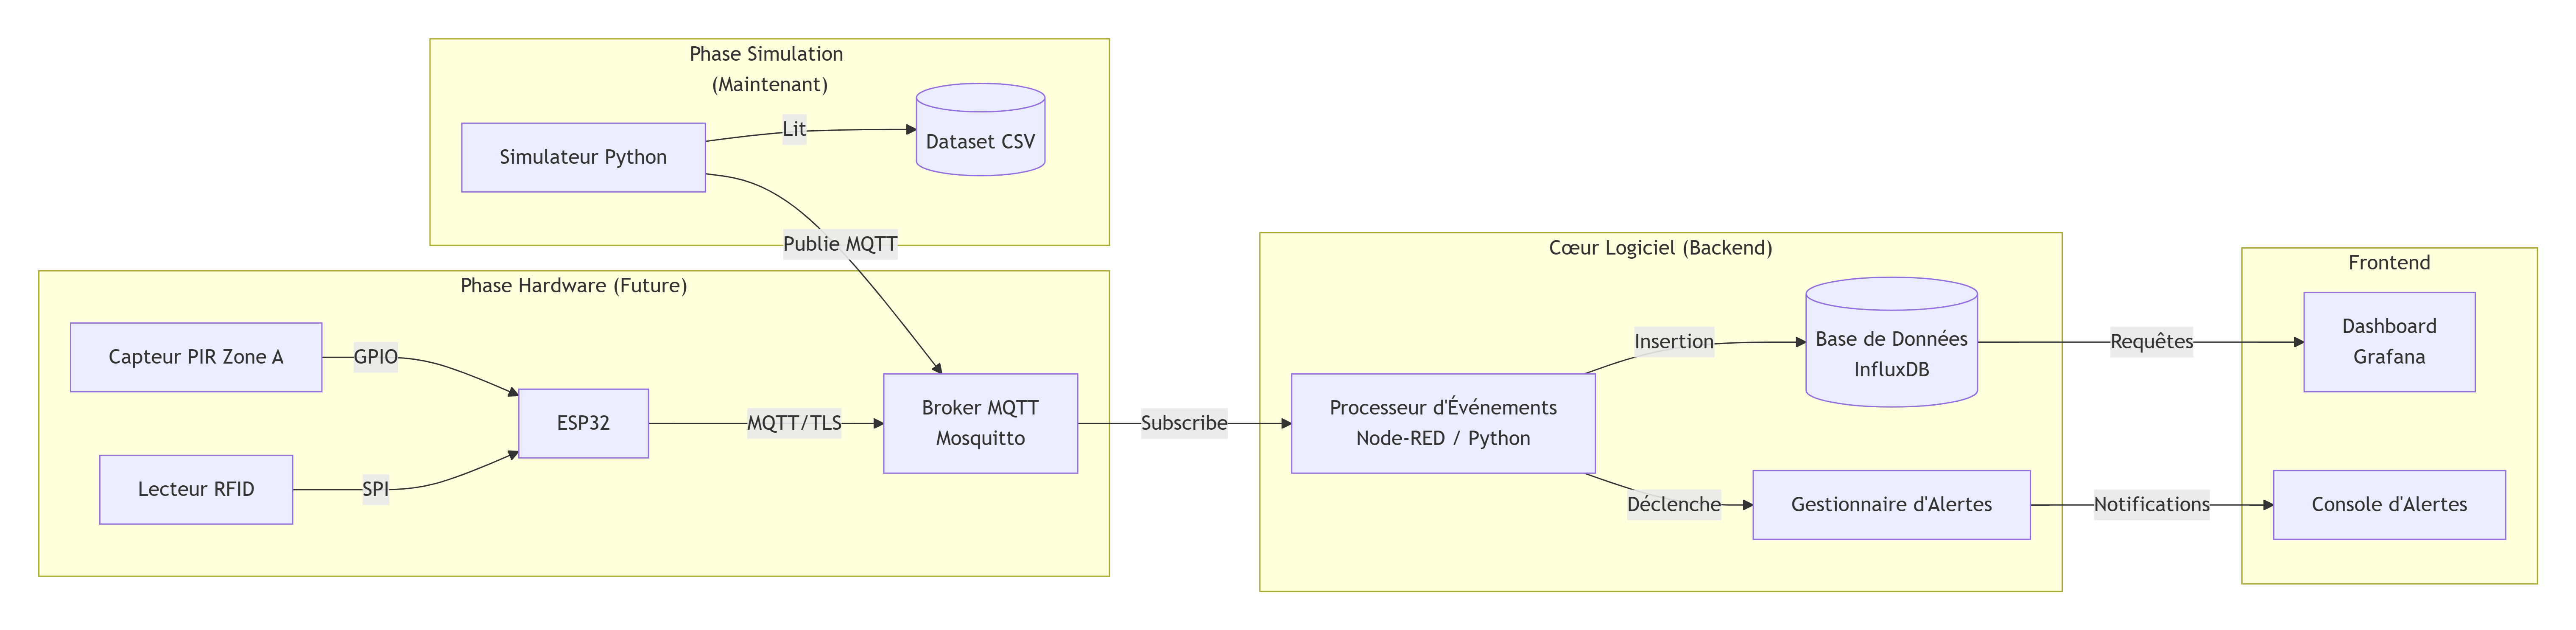 Phase Simulation
(Maintenant)
Simulateur Python
Lit
Dataset CSV
Publie MQTT
Phase Hardware (Future)
Capteur PIR Zone A
GPIO
Lecteur RFID
SPI
ESP32
MQTT/TLS
Broker MQTT
Mosquitto
Subscribe
Cœur Logiciel (Backend)
Processeur d'Événements
Node-RED / Python
Insertion
Base de Données
InfluxDB
Déclenche
Gestionnaire d'Alertes
Requêtes
Notifications
Frontend
Dashboard
Grafana
Console d'Alertes